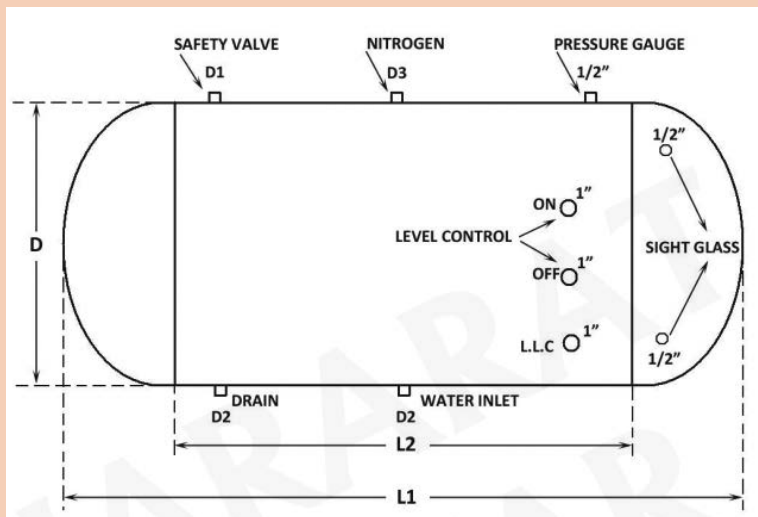 SAFETY VALVE
NITROGEN
PRESSURE GAUGE
D1
D3
1/2"
1/2"
ON
1"
D
LEVEL CONTROL
SIGHT GLASS
OFF
1"
L.L.C
1"
1/2"
DRAIN
WATER INLET
D2
D2
L2
L1